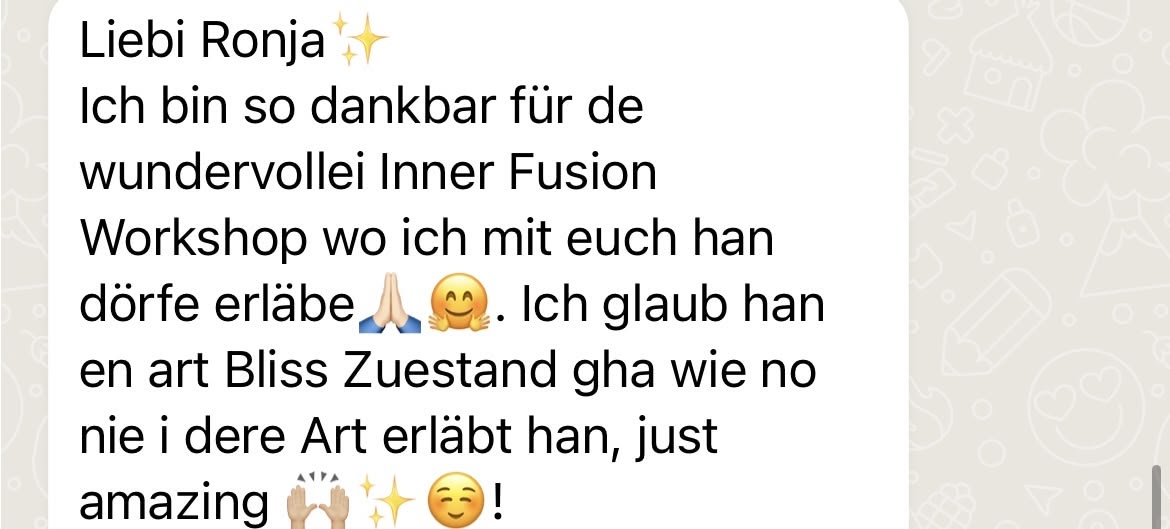 Liebi Ronja✨
Ich bin so dankbar für de
wundervollei Inner Fusion
Workshop wo ich mit euch han
dörfe erläbe🙏🏻🤗. Ich glaub han
en art Bliss Zuestand gha wie no
nie i dere Art erläbt han, just
amazing 🙌🏼✨☺️!